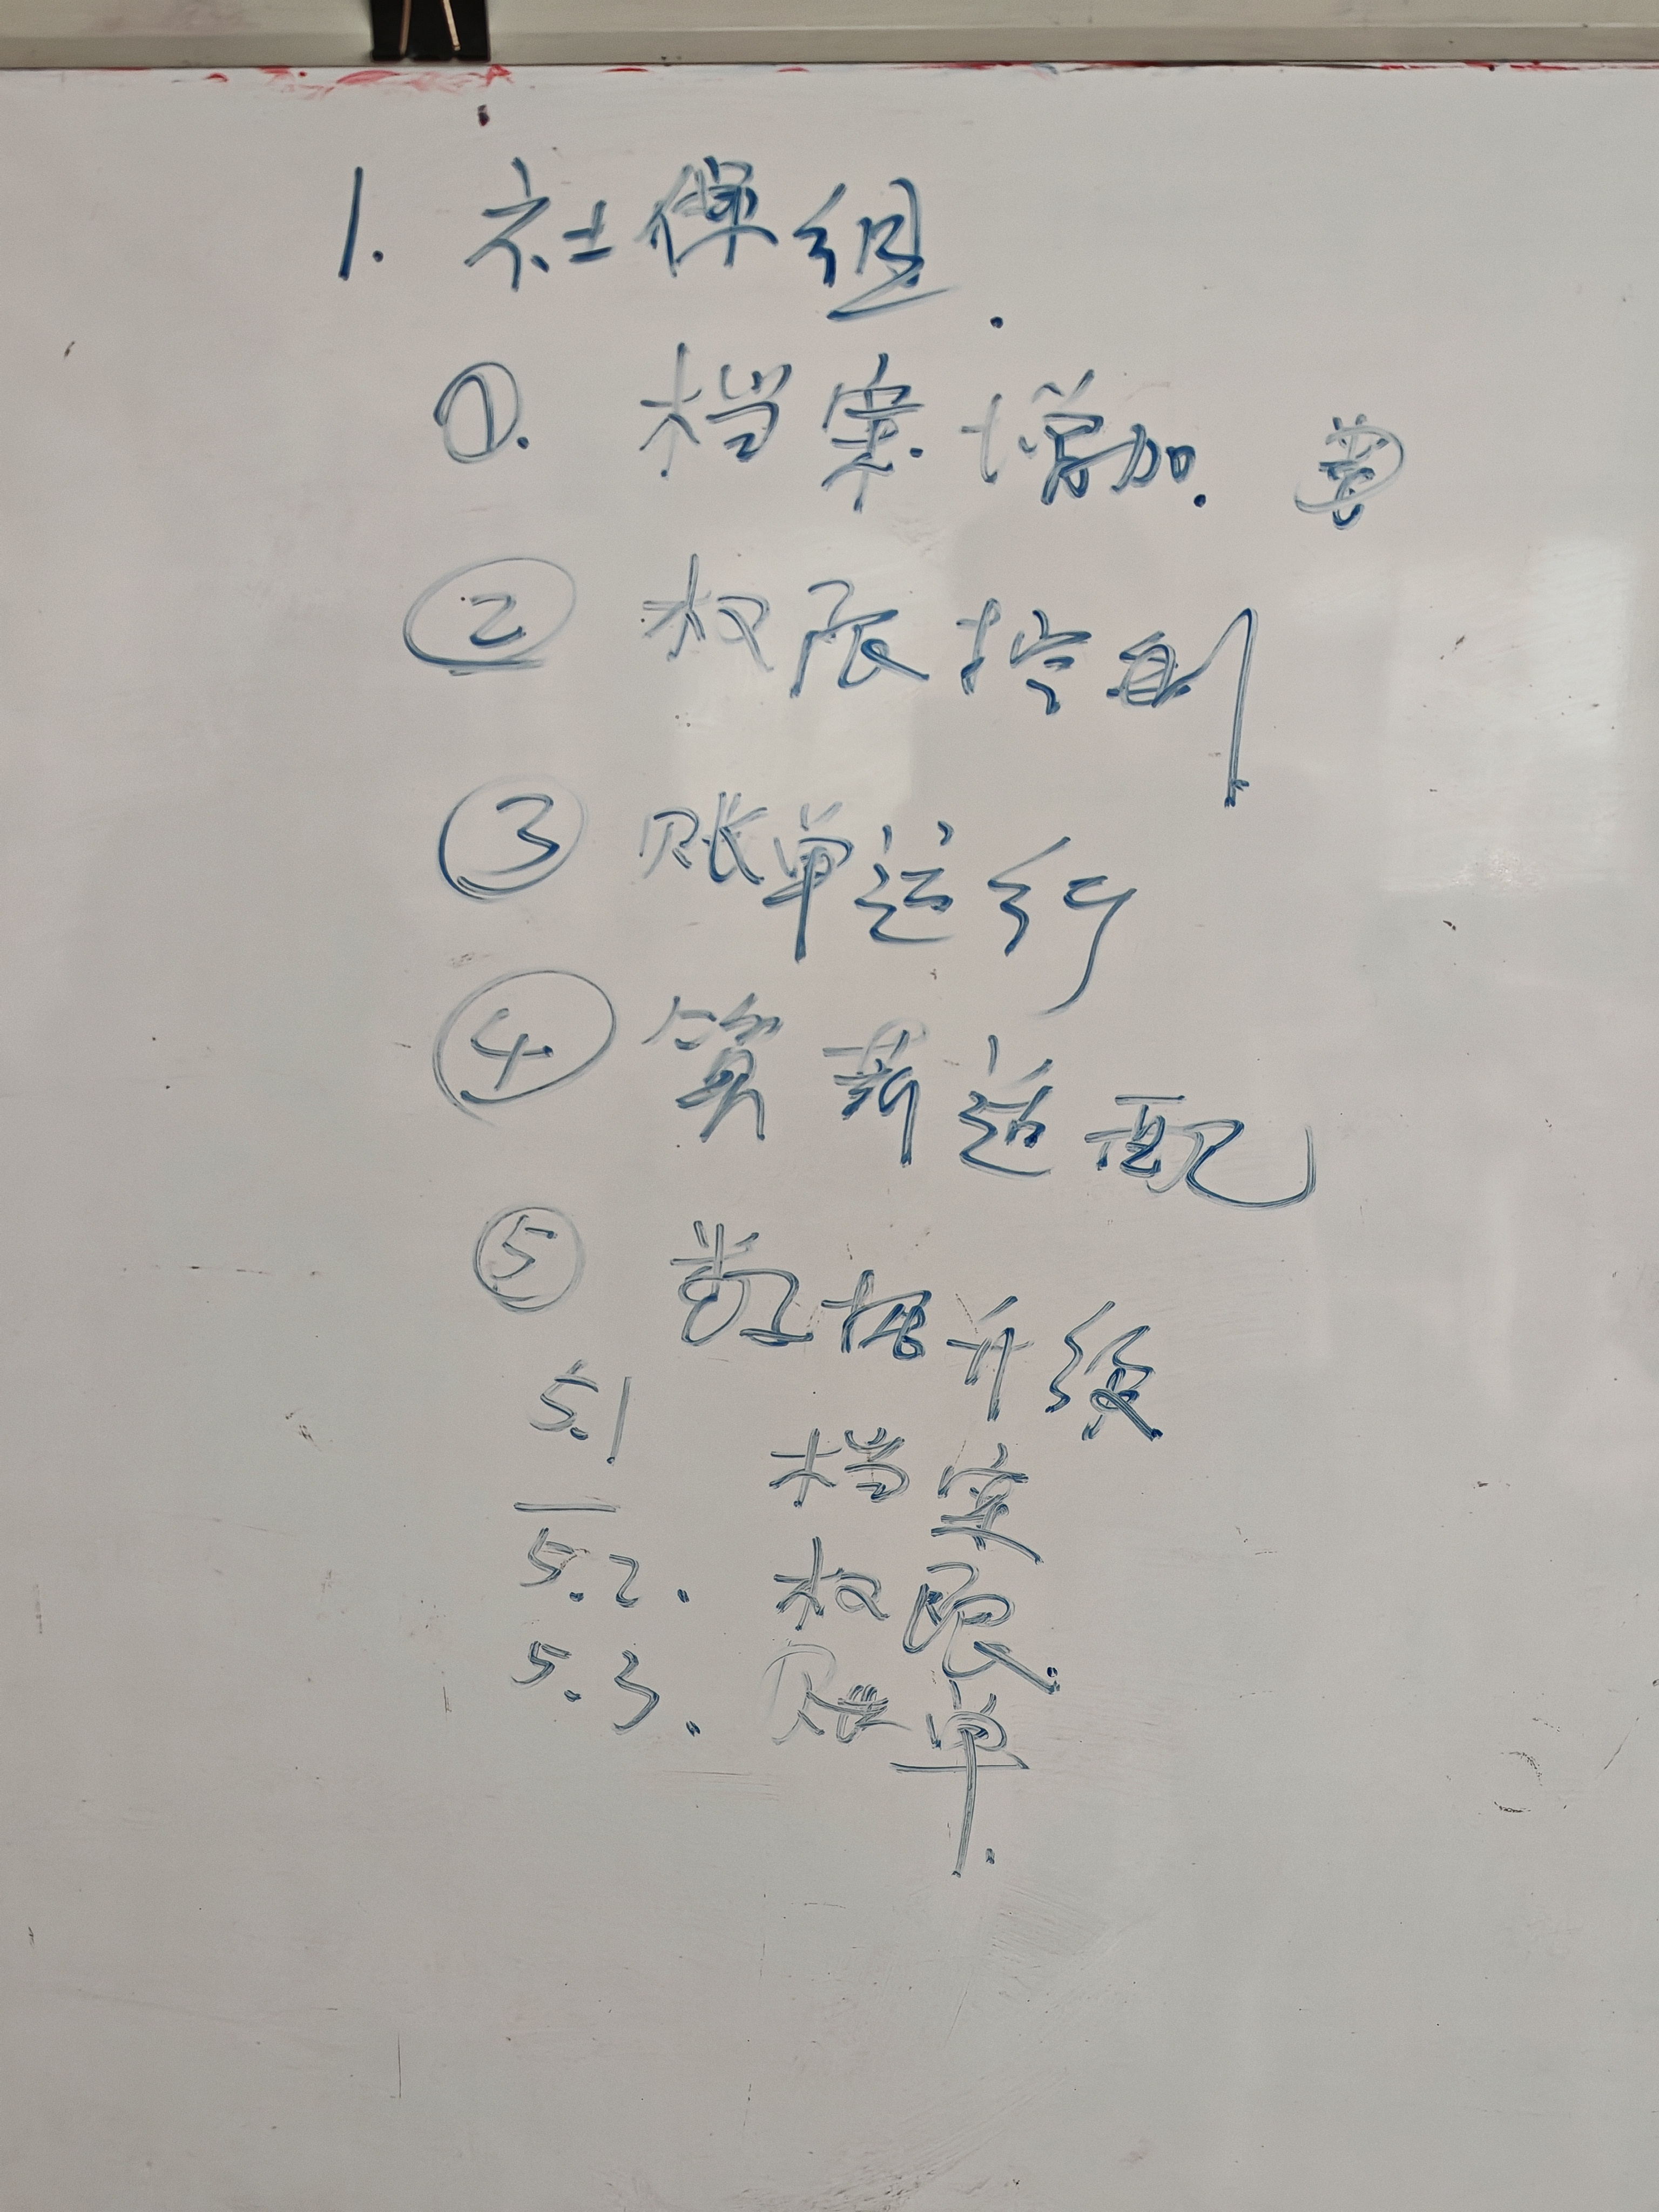 1. 社保组.
①. 档案增加.
② 权限控制
③ 账单运行
④ 算薪适配
⑤ 数据升级
5.1 档案
5.2. 权限.
5.3. 账单.